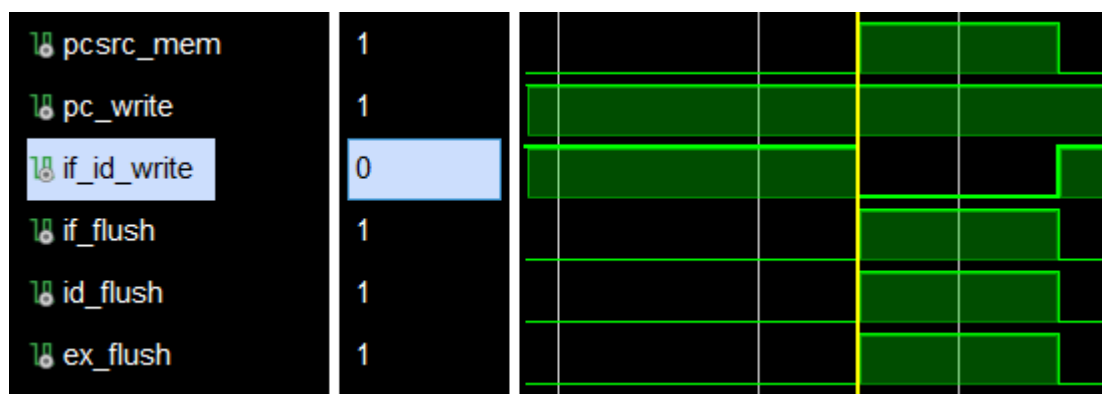 pcsrc_mem 1
pc_write 1
if_id_write 0
if_flush 1
id_flush 1
ex_flush 1